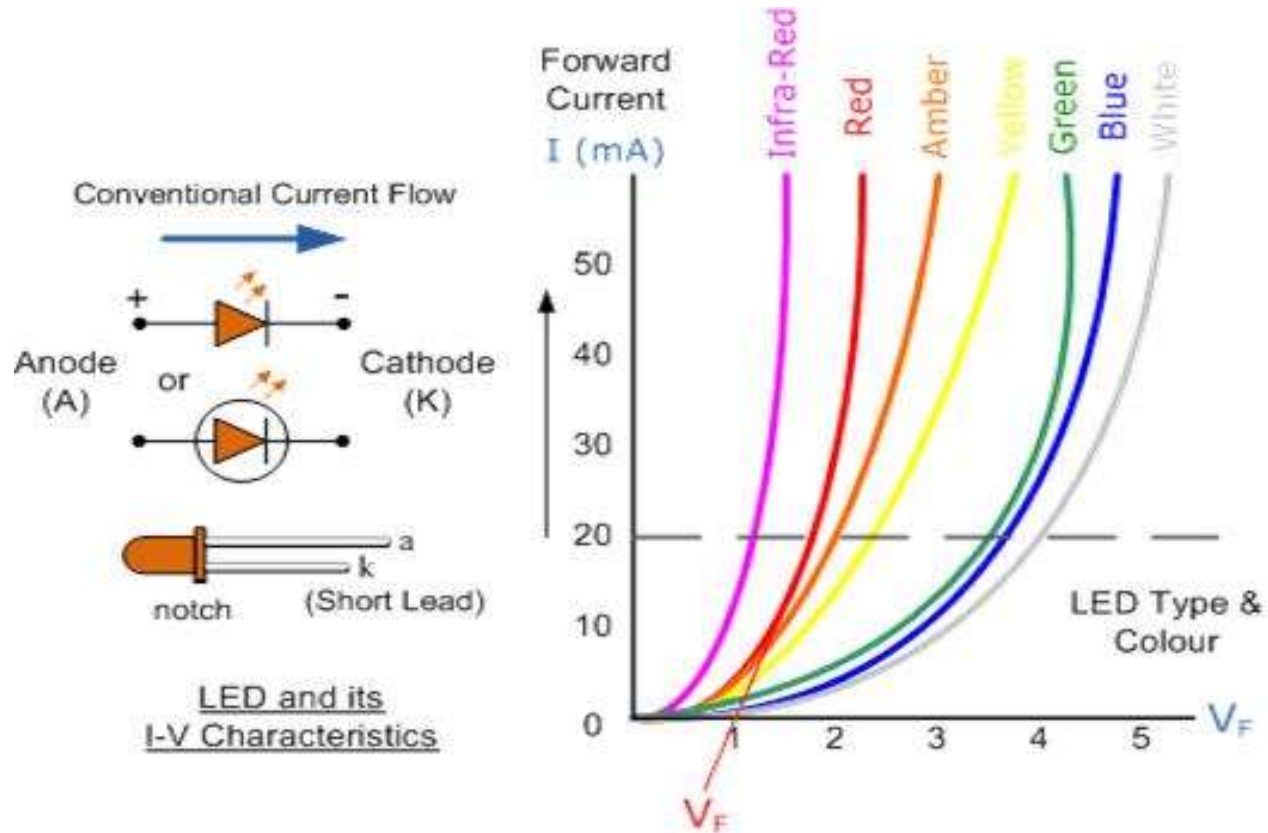 Conventional Current Flow
+
-
Anode
(A)
or
Cathode
(K)
a
k
notch
(Short Lead)
LED and its
I-V Characteristics
Forward
Current
I (mA)
Infra-Red
Red
Amber
Yellow
Green
Blue
White
50
40
30
20
10
0
1
2
3
4
5
VF
LED Type &
Colour
VF